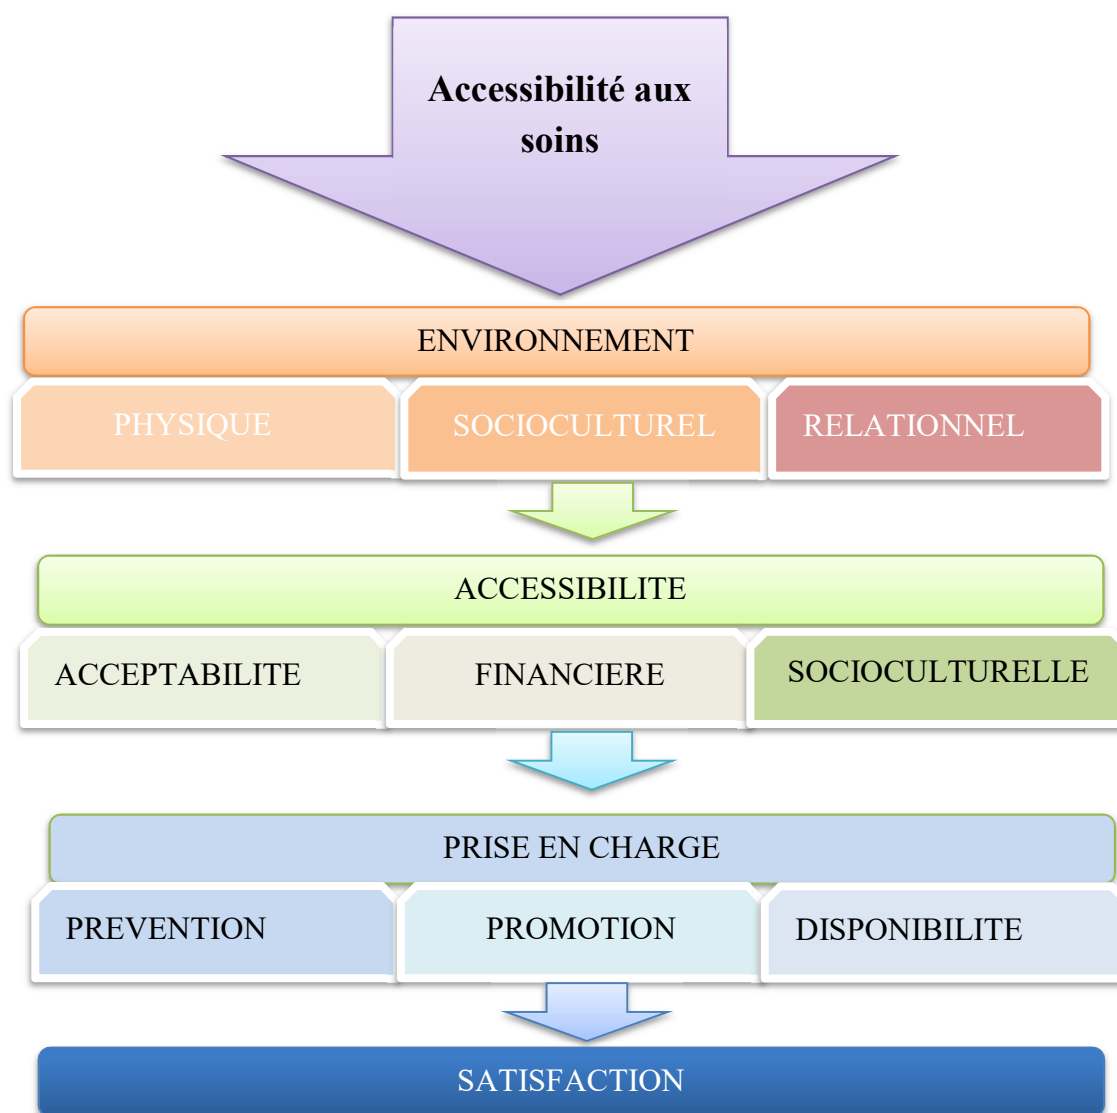 Accessibilité aux
soins
ENVIRONNEMENT
PHYSIQUE
SOCIOCULTUREL
RELATIONNEL
ACCESSIBILITE
ACCEPTABILITE
FINANCIERE
SOCIOCULTURELLE
PRISE EN CHARGE
PREVENTION
PROMOTION
DISPONIBILITE
SATISFACTION